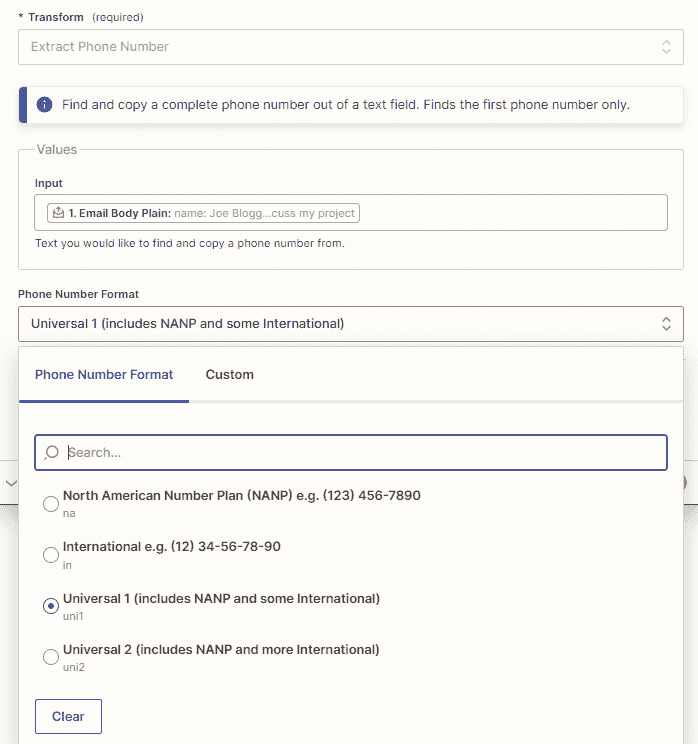 * Transform (required)
Extract Phone Number
Find and copy a complete phone number out of a text field. Finds the first phone number only.
Values
Input
1. Email Body Plain: name: Joe Blogg...cuss my project
Text you would like to find and copy a phone number from.
Phone Number Format
Universal 1 (includes NANP and some International)
Phone Number Format Custom
Search...
North American Number Plan (NANP) e.g. (123) 456-7890
na
International e.g. (12) 34-56-78-90
in
Universal 1 (includes NANP and some International)
uni1
Universal 2 (includes NANP and more International)
uni2
Clear